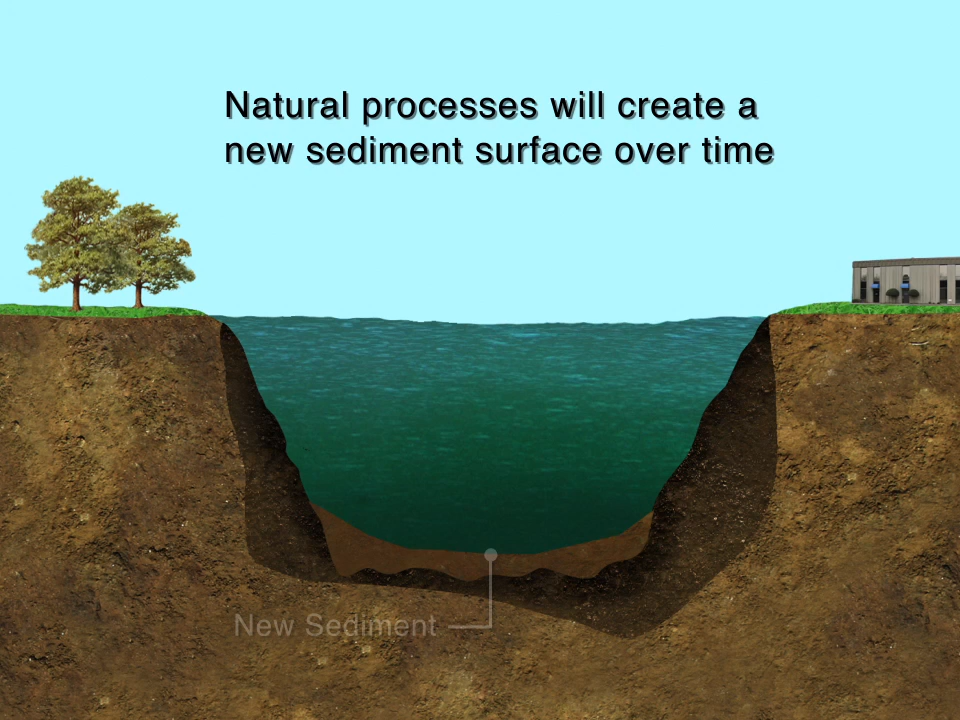 Natural processes will create a
new sediment surface over time
New Sediment